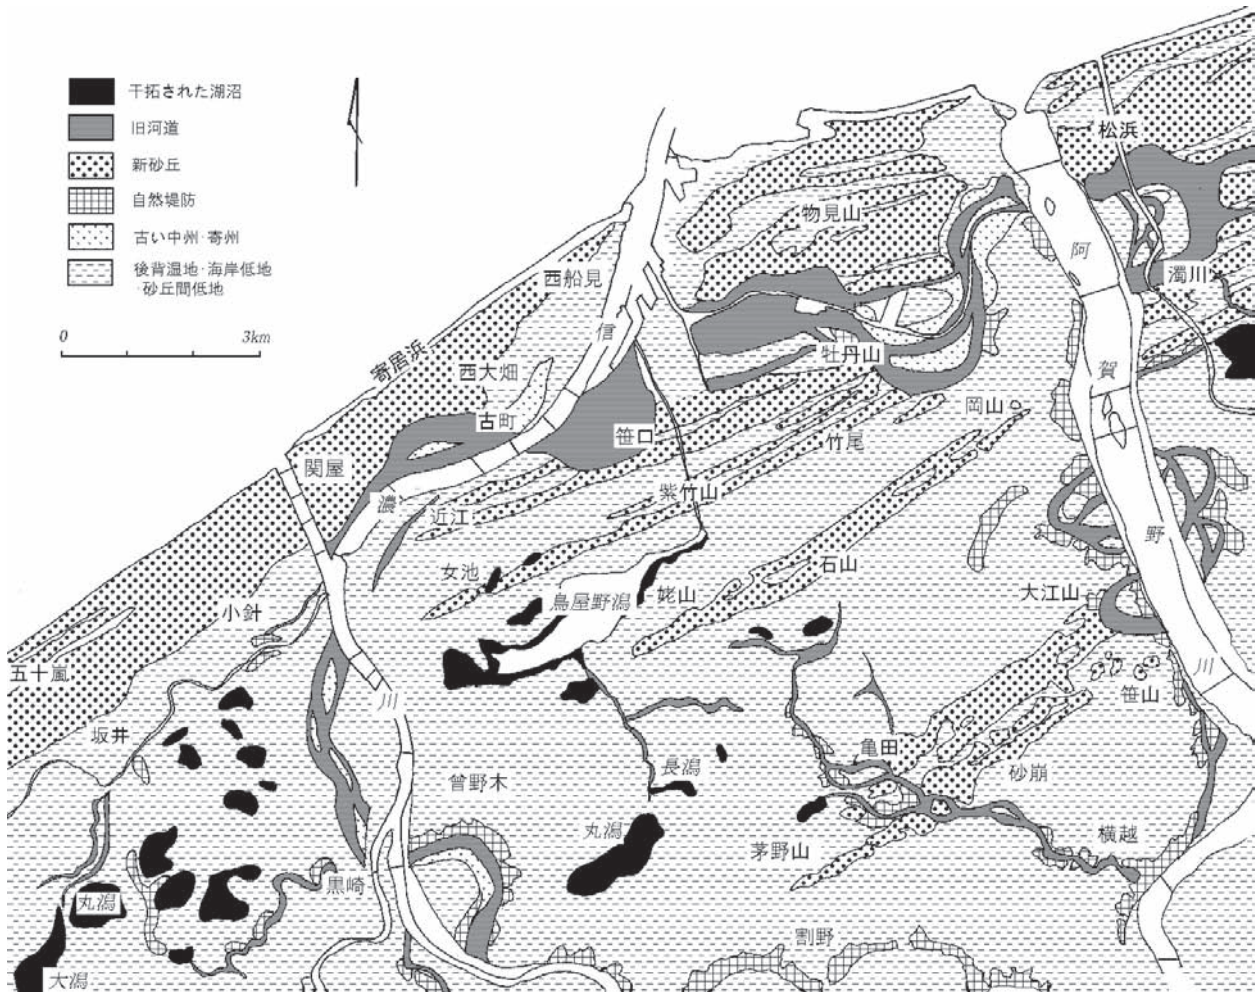 干拓された湖沼
旧河道
新砂丘
自然堤防
古い中州・寄州
後背湿地・海岸低地
・砂丘間低地
0 3km
松浜
物見山
阿
濁川
西船見
信
寄居浜
牡丹山
賀
西大畑
岡山
古町
笹口
竹尾
関屋
紫竹山
濃
近江
野
女池
石山
姥山
大江山
鳥屋野潟
小針
五十嵐
川
笹山
川
坂井
亀田
長潟
砂崩
曾野木
丸潟
横越
茅野山
黒崎
丸潟
割野
大潟